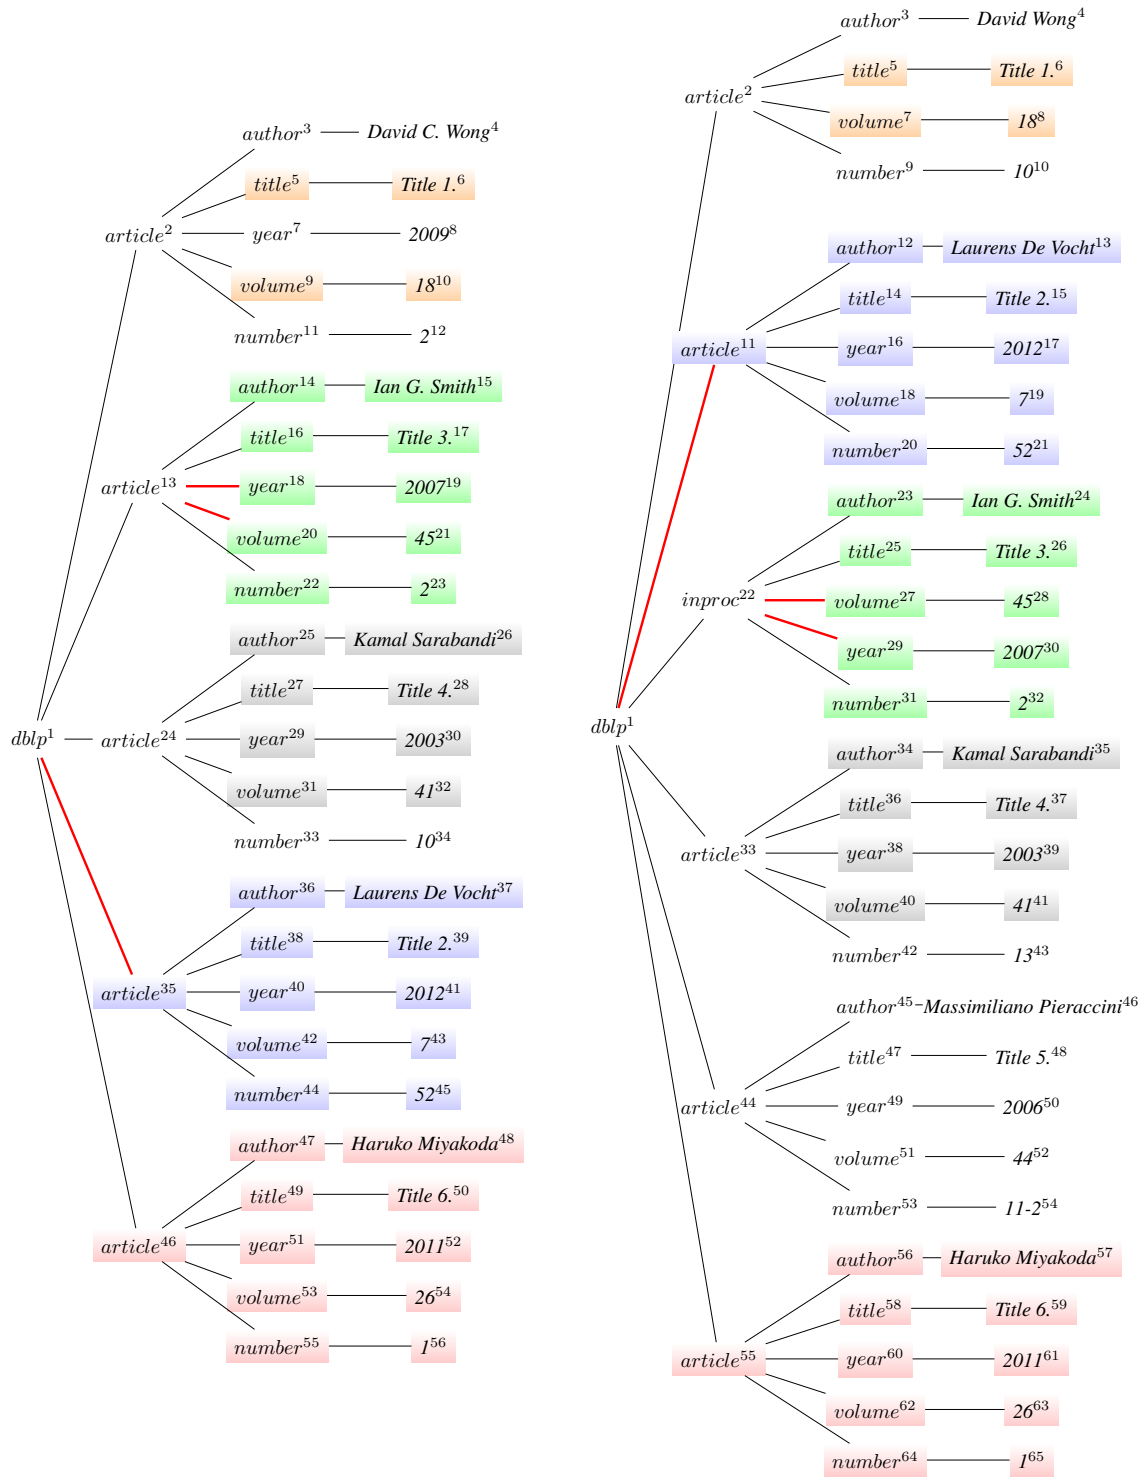 author3 David C. Wong4
title5 Title 1.6
article2 year7 20098
volume9 1810
number11 212
author14 Ian G. Smith15
title16 Title 3.17
article13 year18 200719
volume20 4521
number22 223
author25 Kamal Sarabandi26
title27 Title 4.28
dblp1 article24 year29 200330
volume31 4132
number33 1034
author36 Laurens De Vocht37
title38 Title 2.39
article35 year40 201241
volume42 743
number44 5245
author47 Haruko Miyakoda48
title49 Title 6.50
article46 year51 201152
volume53 2654
number55 156
author3 David Wong4
title5 Title 1.6
article2
volume7 188
number9 1010
author12 Laurens De Vocht13
title14 Title 2.15
article11 year16 201217
volume18 719
number20 5221
author23 Ian G. Smith24
title25 Title 3.26
inproc22 volume27 4528
year29 200730
number31 232
dblp1
author34 Kamal Sarabandi35
title36 Title 4.37
article33 year38 200339
volume40 4141
number42 1343
author45 Massimiliano Pieraccini46
title47 Title 5.48
article44 year49 200650
volume51 4452
number53 11-254
author56 Haruko Miyakoda57
title58 Title 6.59
article55 year60 201161
volume62 2663
number64 165